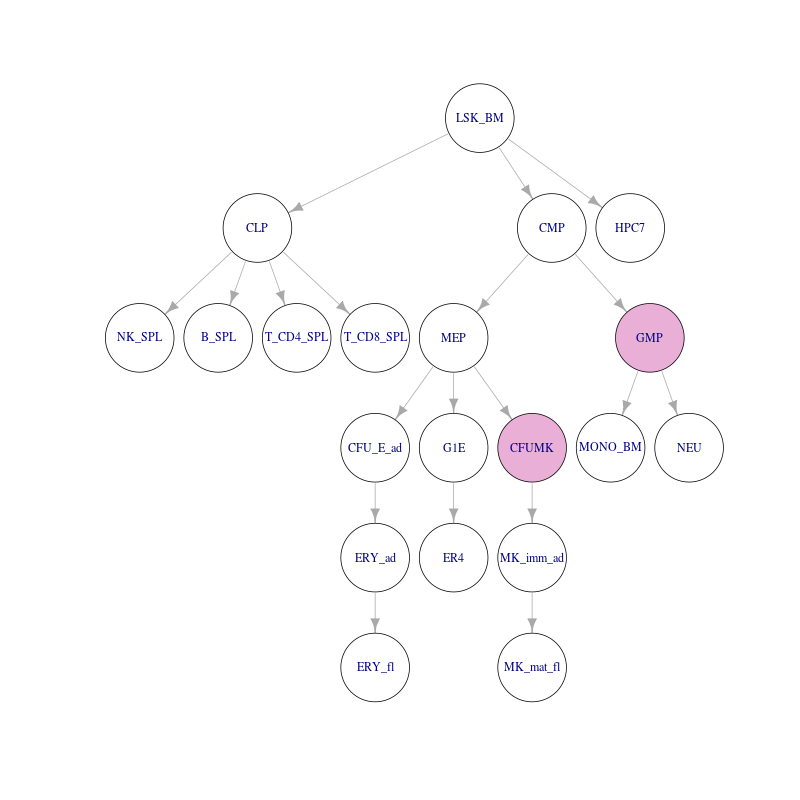 LSK_BM
CLP
CMP
HPC7
NK_SPL
B_SPL
T_CD4_SPL
T_CD8_SPL
MEP
GMP
CFU_E_ad
G1E
CFUMK
MONO_BM
NEU
ERY_ad
ER4
MK_imm_ad
ERY_fl
MK_mat_fl